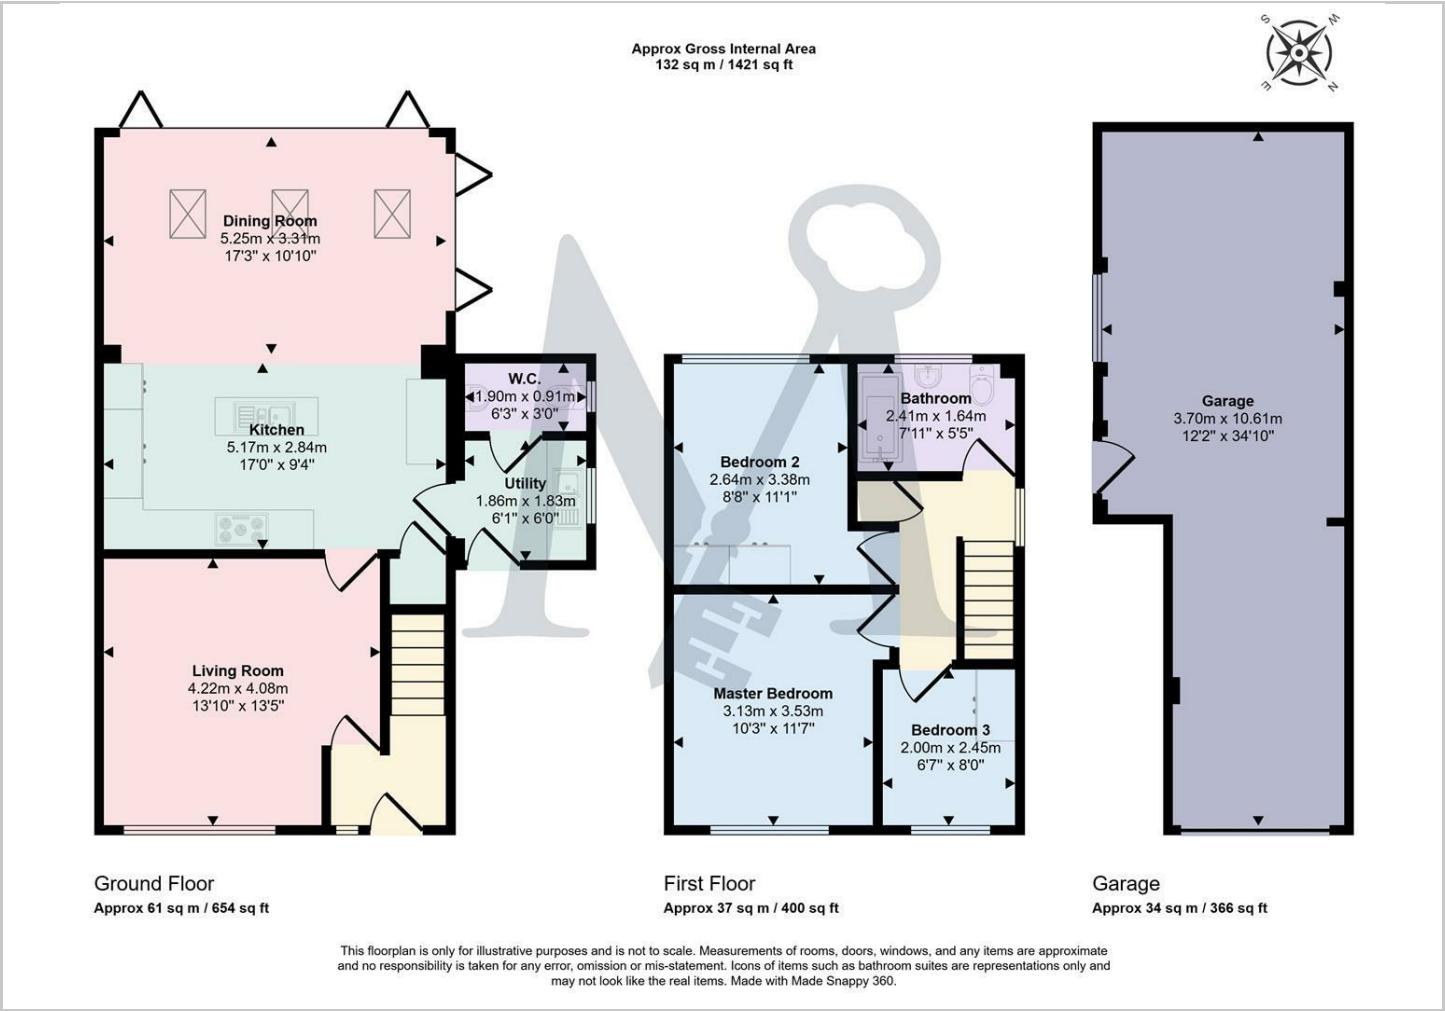 Approx Gross Internal Area
132 sq m / 1421 sq ft
S
W
E
N
Dining Room
5.25m x 3.31m
17'3" x 10'10"
Kitchen
5.17m x 2.84m
17'0" x 9'4"
W.C.
1.90m x 0.91m
6'3" x 3'0"
Utility
1.86m x 1.83m
6'1" x 6'0"
Living Room
4.22m x 4.08m
13'10" x 13'5"
Bedroom 2
2.64m x 3.38m
8'8" x 11'1"
Bathroom
2.41m x 1.64m
7'11" x 5'5"
Master Bedroom
3.13m x 3.53m
10'3" x 11'7"
Bedroom 3
2.00m x 2.45m
6'7" x 8'0"
Garage
3.70m x 10.61m
12'2" x 34'10"
Ground Floor
Approx 61 sq m / 654 sq ft
First Floor
Approx 37 sq m / 400 sq ft
Garage
Approx 34 sq m / 366 sq ft
This floorplan is only for illustrative purposes and is not to scale. Measurements of rooms, doors, windows, and any items are approximate
and no responsibility is taken for any error, omission or mis-statement. Icons of items such as bathroom suites are representations only and
may not look like the real items. Made with Made Snappy 360.